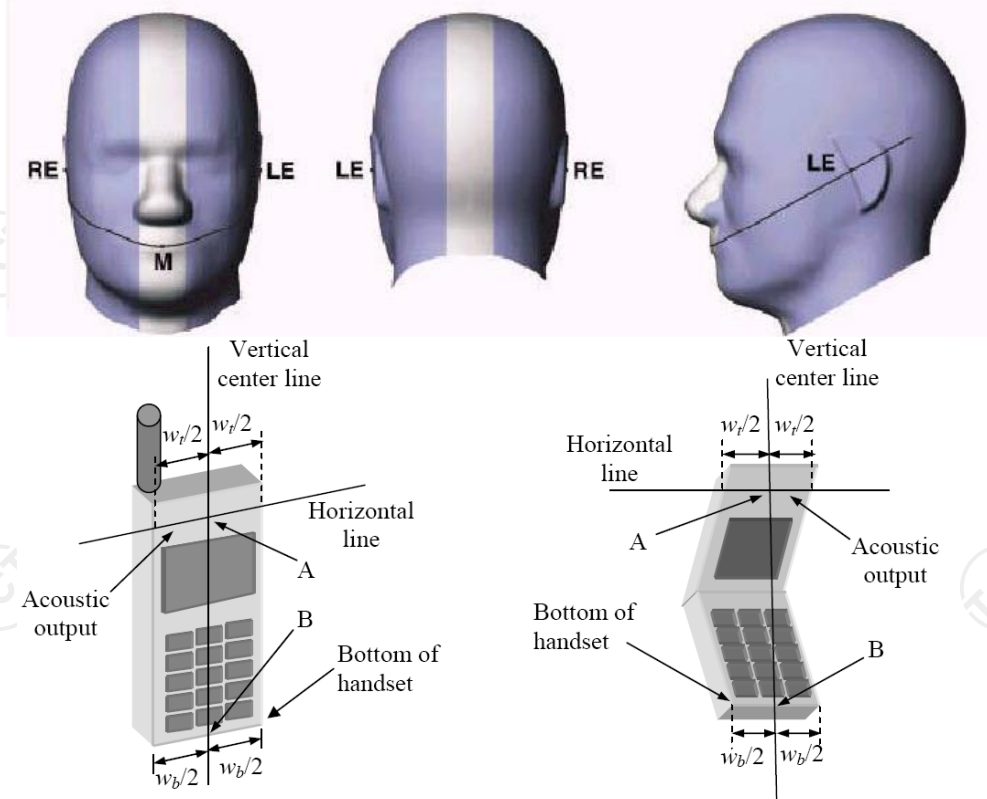 RE
LE
M
LE
RE
LE
Vertical
center line
w_t/2
w_t/2
Horizontal
line
A
Acoustic
output
B
Bottom of
handset
w_b/2
w_b/2
Vertical
center line
w_t/2
w_t/2
Horizontal
line
A
Acoustic
output
Bottom of
handset
B
w_b/2
w_b/2